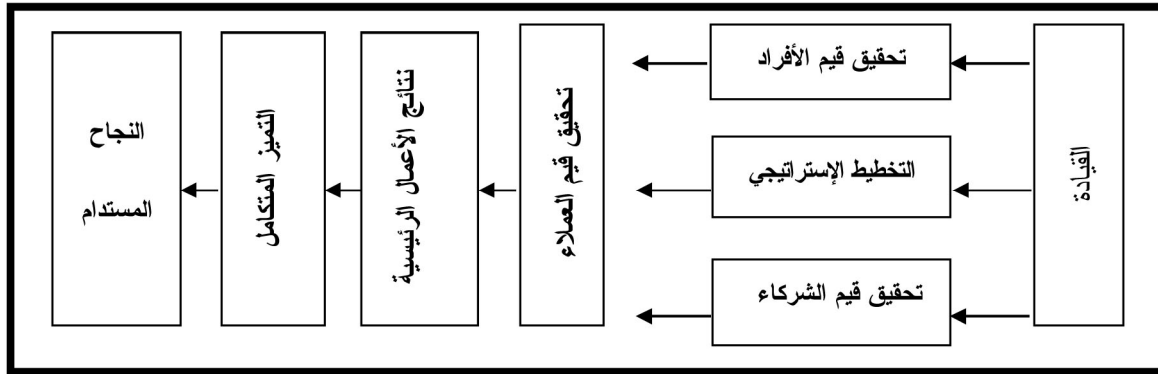 القيادة
تحقيق قيم الأفراد
التخطيط الإستراتيجي
تحقيق قيم الشركاء
تحقيق قيم العملاء
نتائج الأعمال الرئيسية
التميز المتكامل
النجاح
المستدام